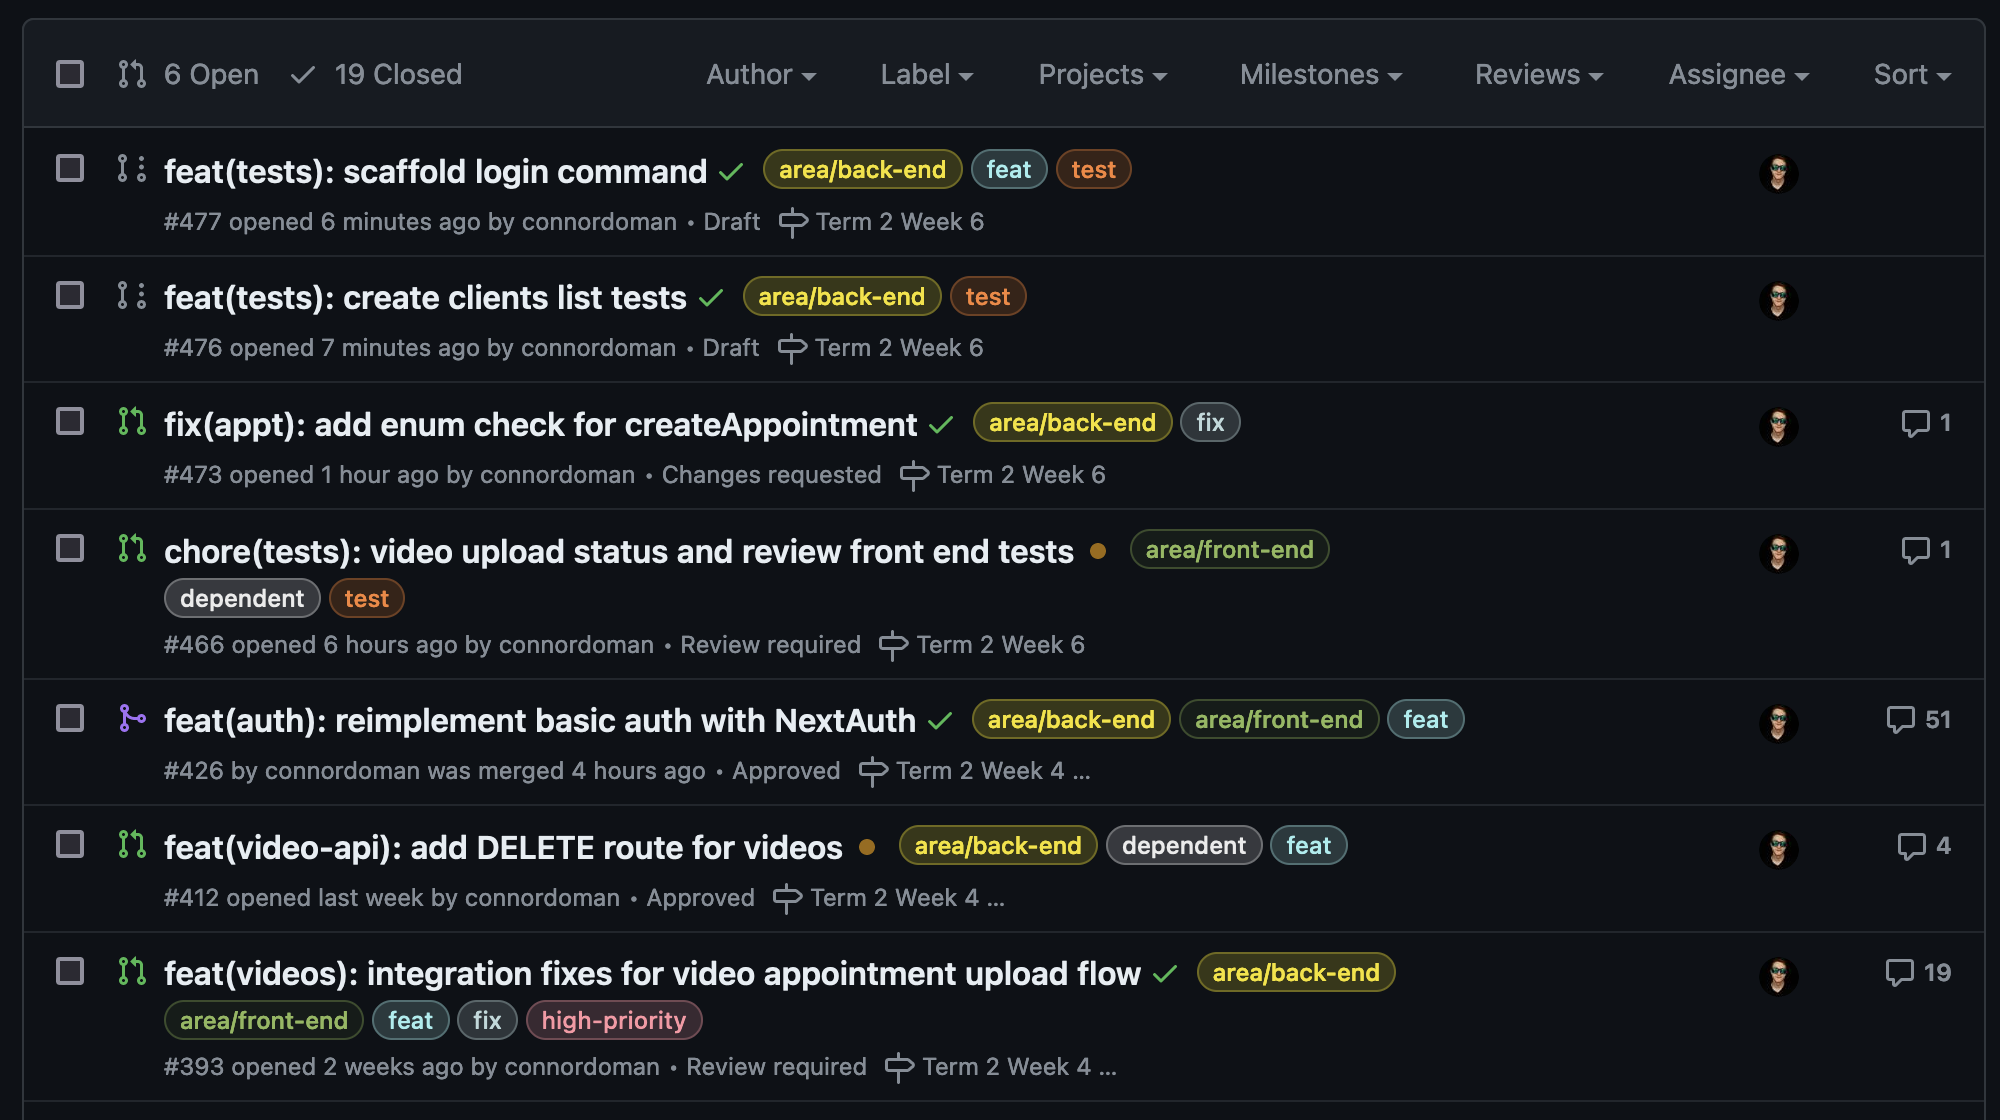 6 Open 19 Closed Author Label Projects Milestones Reviews Assignee Sort
feat(tests): scaffold login command area/back-end feat test
#477 opened 6 minutes ago by connordoman • Draft Term 2 Week 6
feat(tests): create clients list tests area/back-end test
#476 opened 7 minutes ago by connordoman • Draft Term 2 Week 6
fix(appt): add enum check for createAppointment area/back-end fix 1
#473 opened 1 hour ago by connordoman • Changes requested Term 2 Week 6
chore(tests): video upload status and review front end tests area/front-end 1
dependent test
#466 opened 6 hours ago by connordoman • Review required Term 2 Week 6
feat(auth): reimplement basic auth with NextAuth area/back-end area/front-end feat 51
#426 by connordoman was merged 4 hours ago • Approved Term 2 Week 4 ...
feat(video-api): add DELETE route for videos area/back-end dependent feat 4
#412 opened last week by connordoman • Approved Term 2 Week 4 ...
feat(videos): integration fixes for video appointment upload flow area/back-end 19
area/front-end feat fix high-priority
#393 opened 2 weeks ago by connordoman • Review required Term 2 Week 4 ...